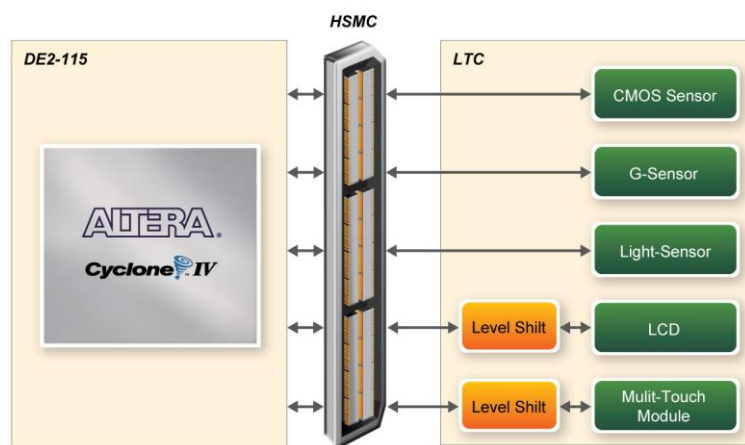 HSMC
DE2-115
LTC
CMOS Sensor
ALTERA®
Cyclone™ IV
G-Sensor
Light-Sensor
Level Shilt
LCD
Level Shilt
Mulit-Touch
Module